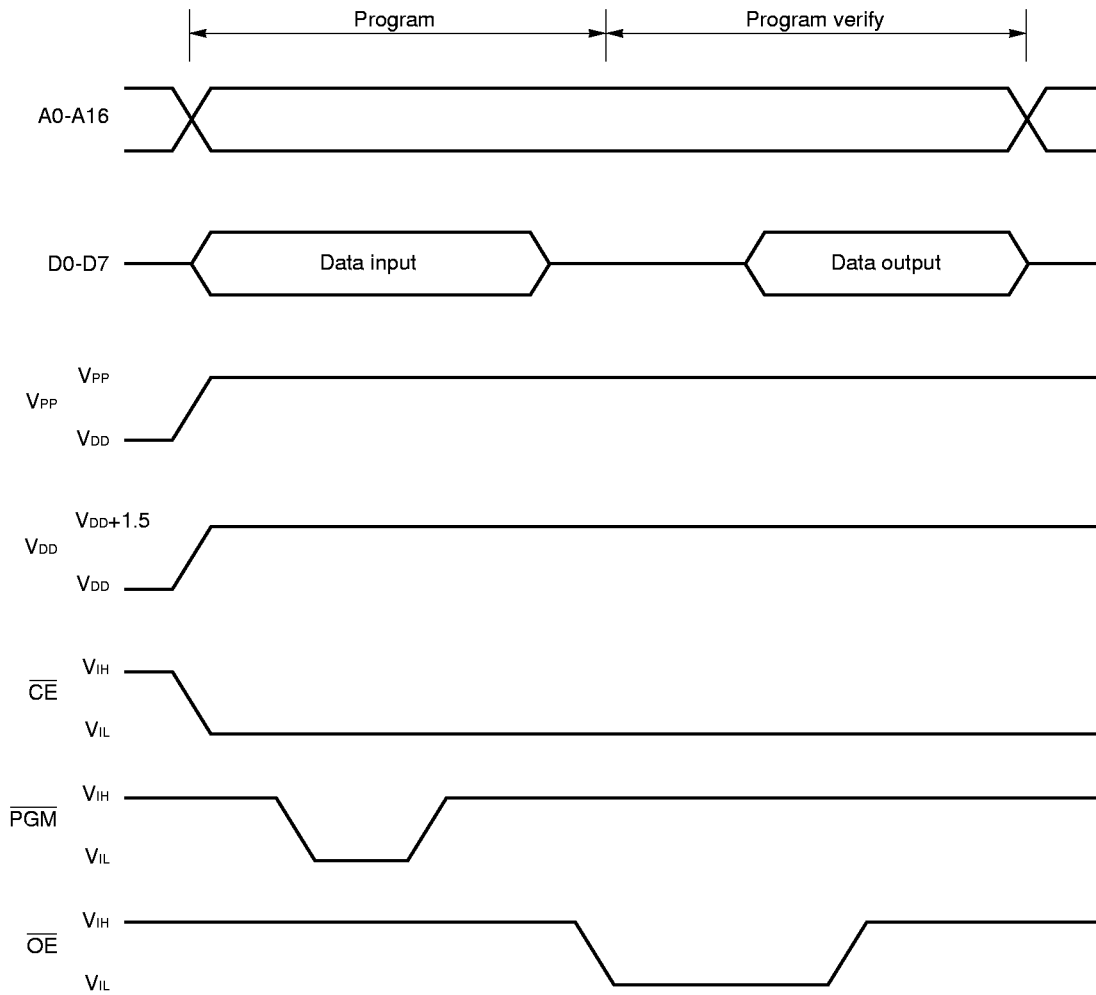 Program
Program verify
A0-A16
D0-D7
Data input
Data output
VPP
VPP
VDD
VDD+1.5
VDD
VDD
VIH
CE
VIL
VIH
PGM
VIL
VIH
OE
VIL